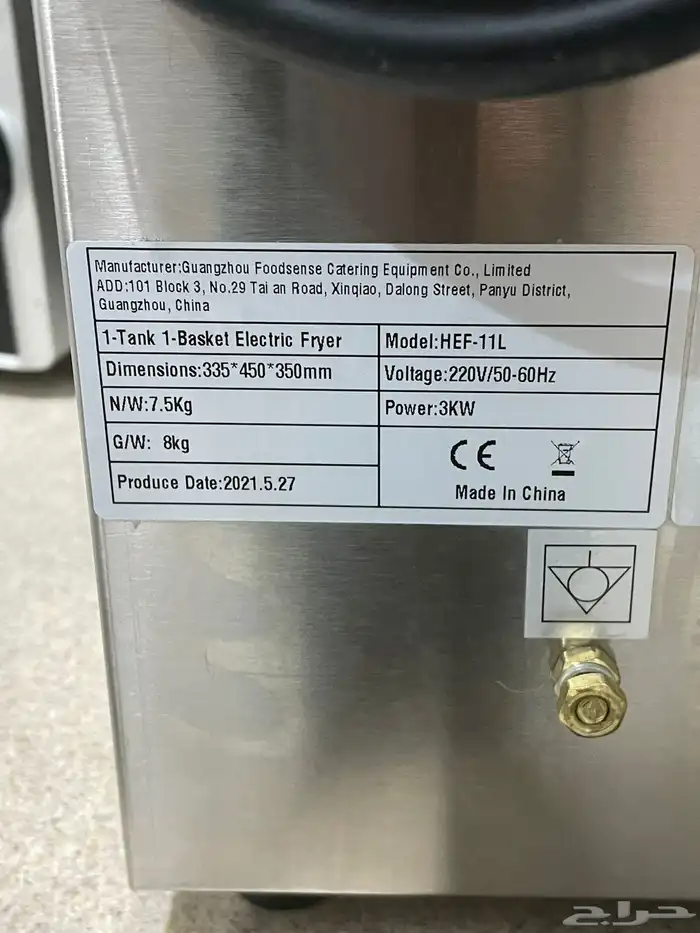 Manufacturer:Guangzhou Foodsense Catering Equipment Co., Limited
ADD:101 Block 3, No.29 Tai an Road, Xinqiao, Dalong Street, Panyu District,
Guangzhou, China
1-Tank 1-Basket Electric Fryer
Model:HEF-11L
Dimensions:335*450*350mm
Voltage:220V/50-60Hz
N/W:7.5Kg
Power:3KW
G/W: 8kg
CE
Produce Date:2021.5.27
Made In China
حراج